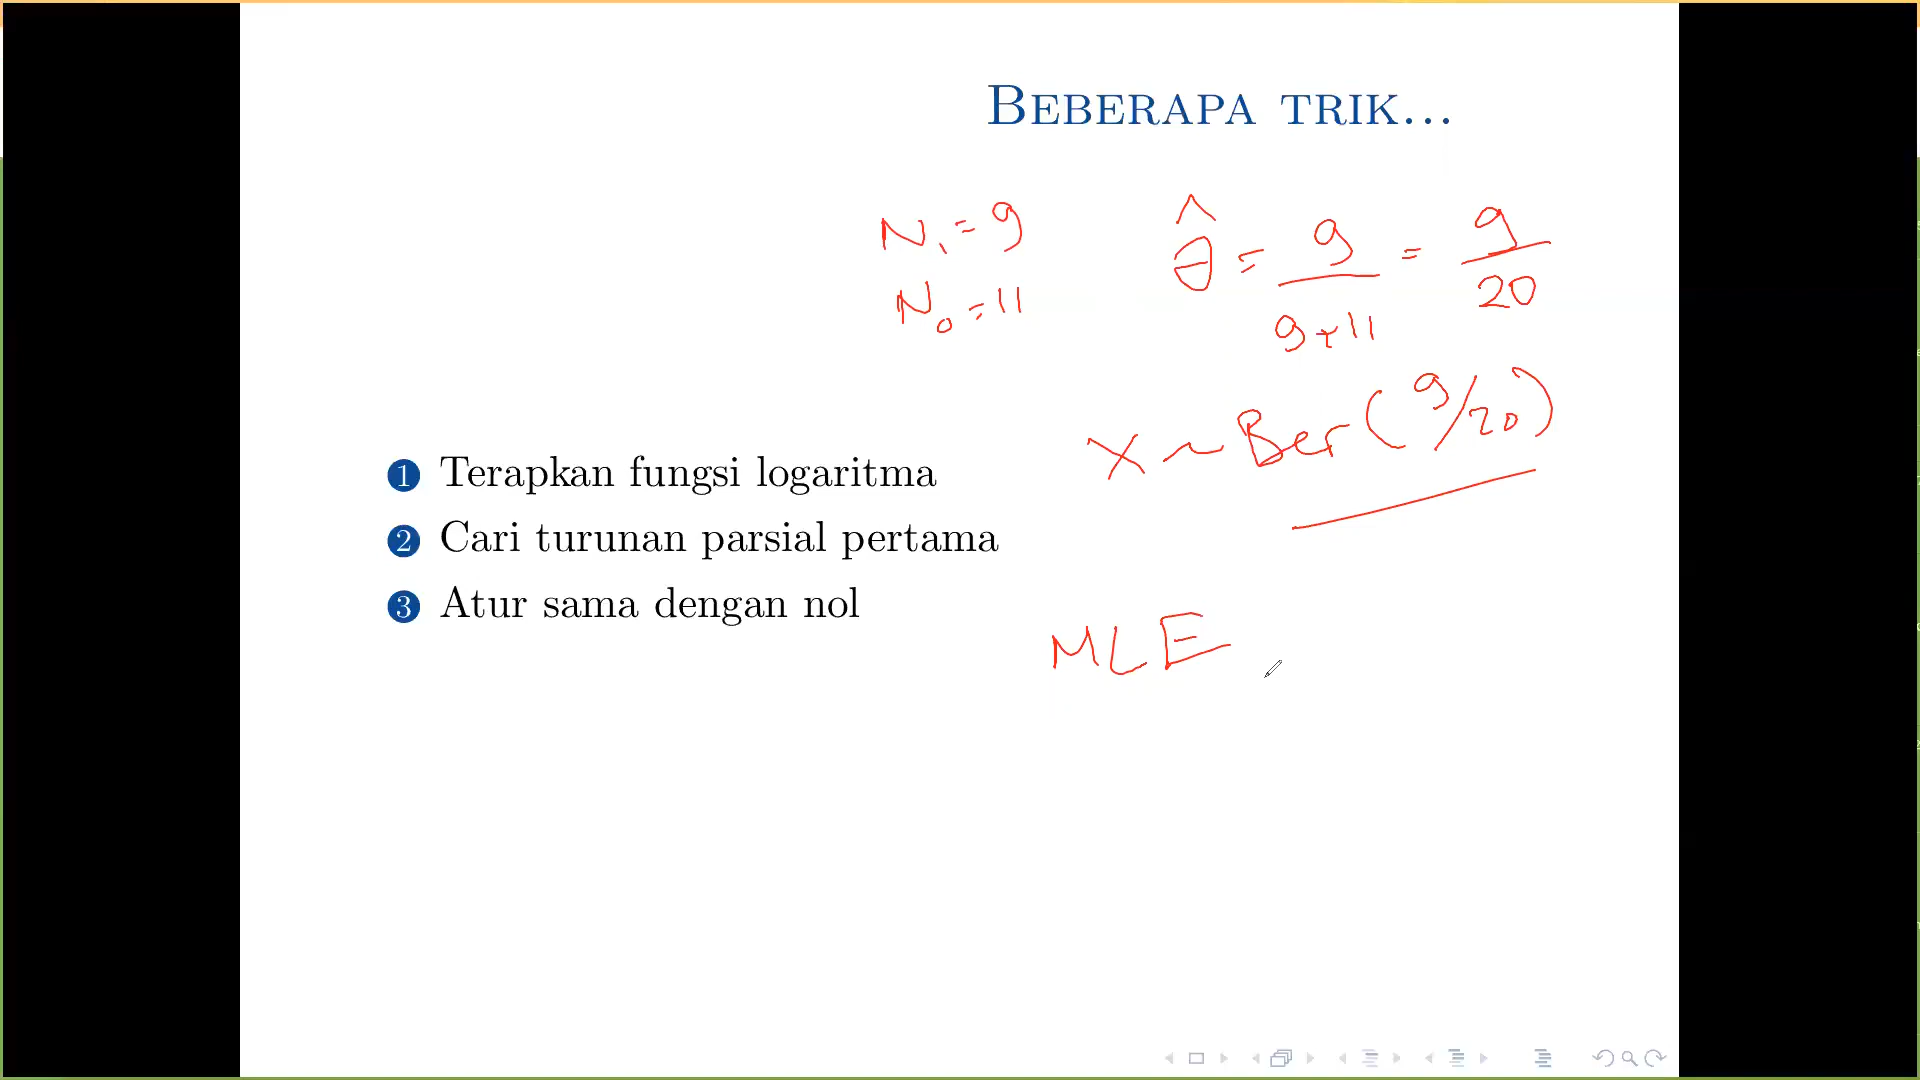 BEBERAPA TRIK...
N₁ = 9
N₀ = 11
θ̂ = 9/(9+11) = 9/20
X ~ Ber(9/20)
1 Terapkan fungsi logaritma
2 Cari turunan parsial pertama
3 Atur sama dengan nol
MLE